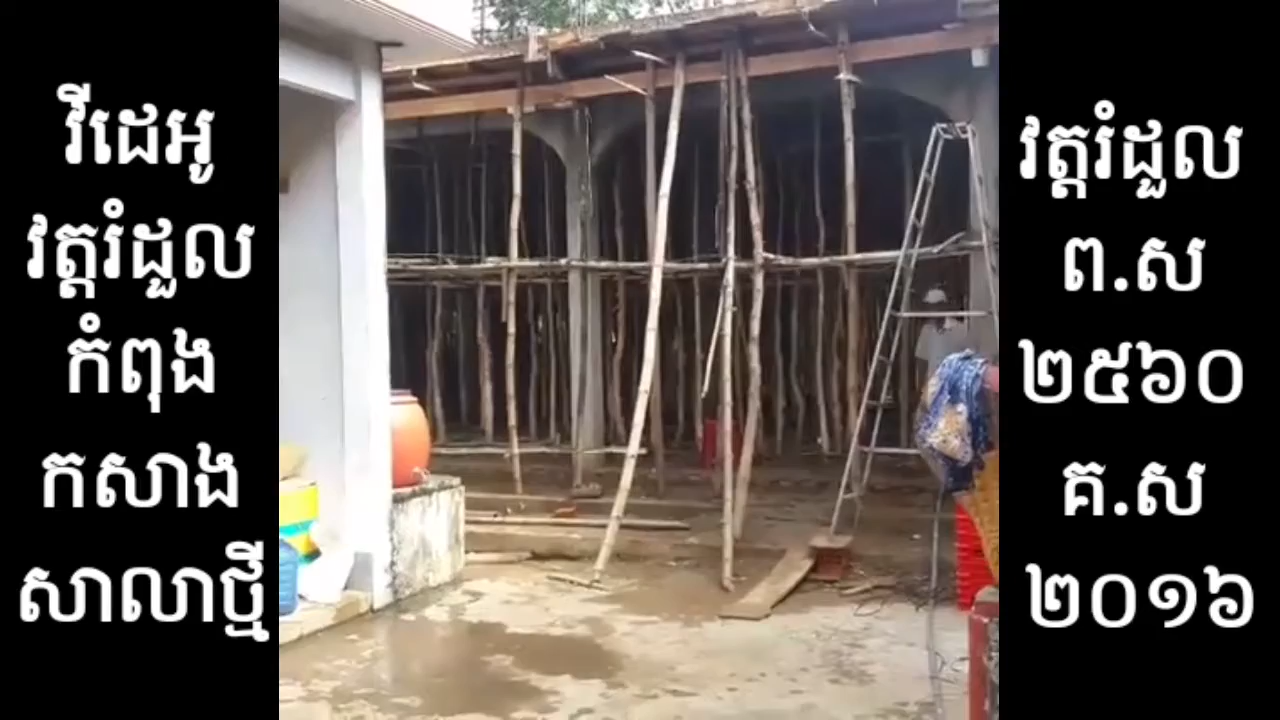 វីដេអូ
វត្តរំដួល
កំពុង
កសាង
សាលាថ្មី
វត្តរំដួល
ព.ស
២៥៦០
គ.ស
២០១៦